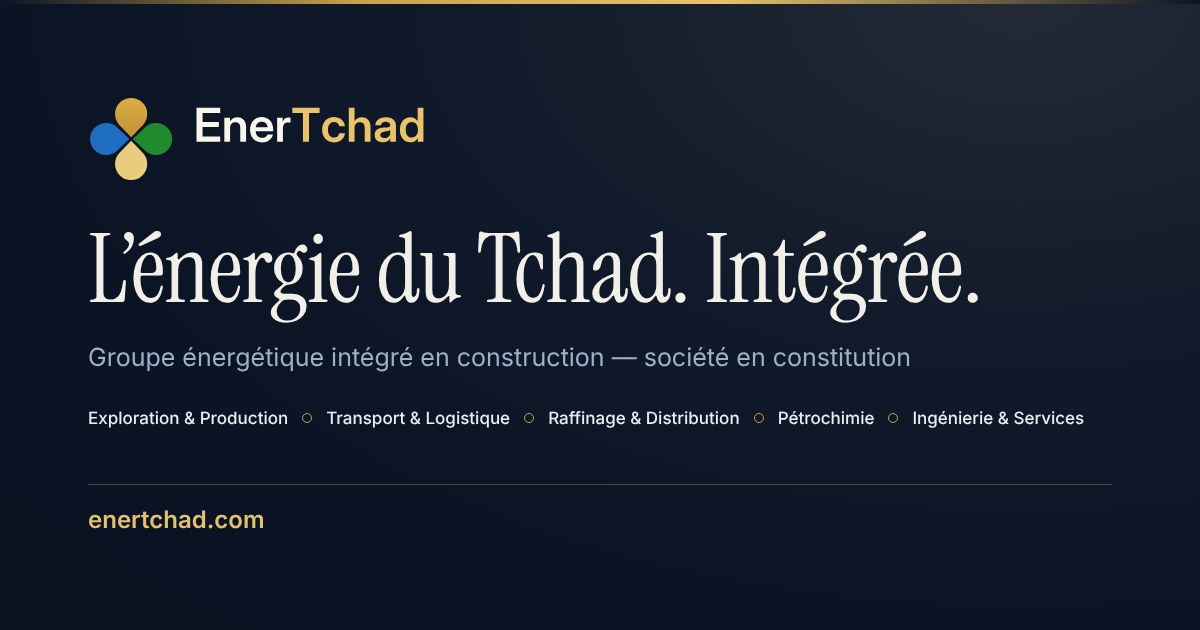 EnerTchad
L’énergie du Tchad. Intégrée.
Groupe énergétique intégré en construction — société en constitution
Exploration & Production ○ Transport & Logistique ○ Raffinage & Distribution ○ Pétrochimie ○ Ingénierie & Services
enertchad.com